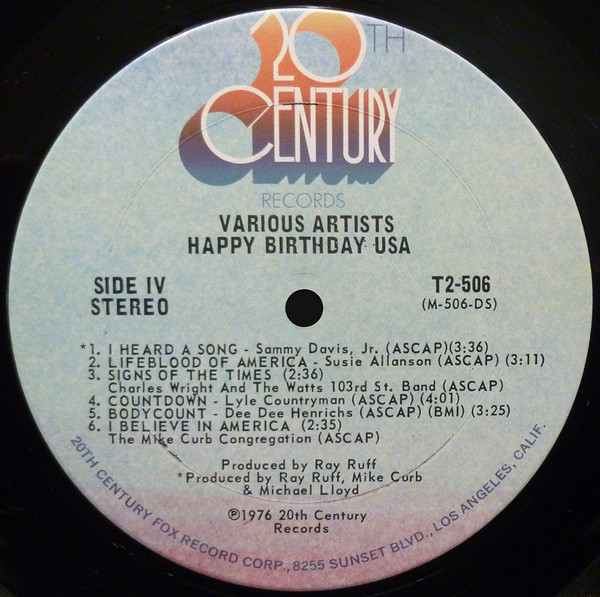 20TH
CENTURY
RECORDS
VARIOUS ARTISTS
HAPPY BIRTHDAY USA
SIDE IV
STEREO
T2-506
(M-506-DS)
*1. I HEARD A SONG - Sammy Davis, Jr. (ASCAP)(3:36)
2. LIFEBLOOD OF AMERICA - Susie Allanson (ASCAP) (3:11)
3. SIGNS OF THE TIMES (2:36)
Charles Wright And The Watts 103rd St. Band (ASCAP)
4. COUNTDOWN - Lyle Countryman (ASCAP) (4:01)
5. BODYCOUNT - Dee Dee Henrichs (ASCAP) (BMI) (3:25)
6. I BELIEVE IN AMERICA (2:35)
The Mike Curb Congregation (ASCAP)
Produced by Ray Ruff
*Produced by Ray Ruff, Mike Curb
& Michael Lloyd
℗1976 20th Century
Records
20TH CENTURY FOX RECORD CORP., 8255 SUNSET BLVD., LOS ANGELES, CALIF.